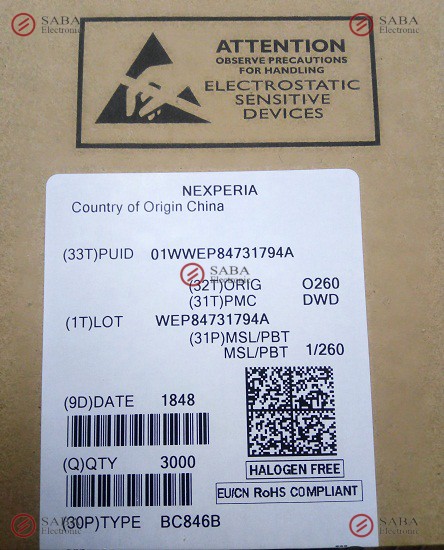 SABA
Electronic
SABA
Electronic
ATTENTION
OBSERVE PRECAUTIONS
FOR HANDLING
ELECTROSTATIC
SENSITIVE
DEVICES
NEXPERIA
Country of Origin China
(33T)PUID 01WWEP84731794A
SABA
Electronic
(32T)ORIG O260
(31T)PMC DWD
(1T)LOT WEP84731794A
(31P)MSL/PBT
MSL/PBT 1/260
(9D)DATE 1848
(Q)QTY 3000
HALOGEN FREE
EU/CN RoHS COMPLIANT
(30P)TYPE BC846B
SABA
Electronic
SABA
Electronic